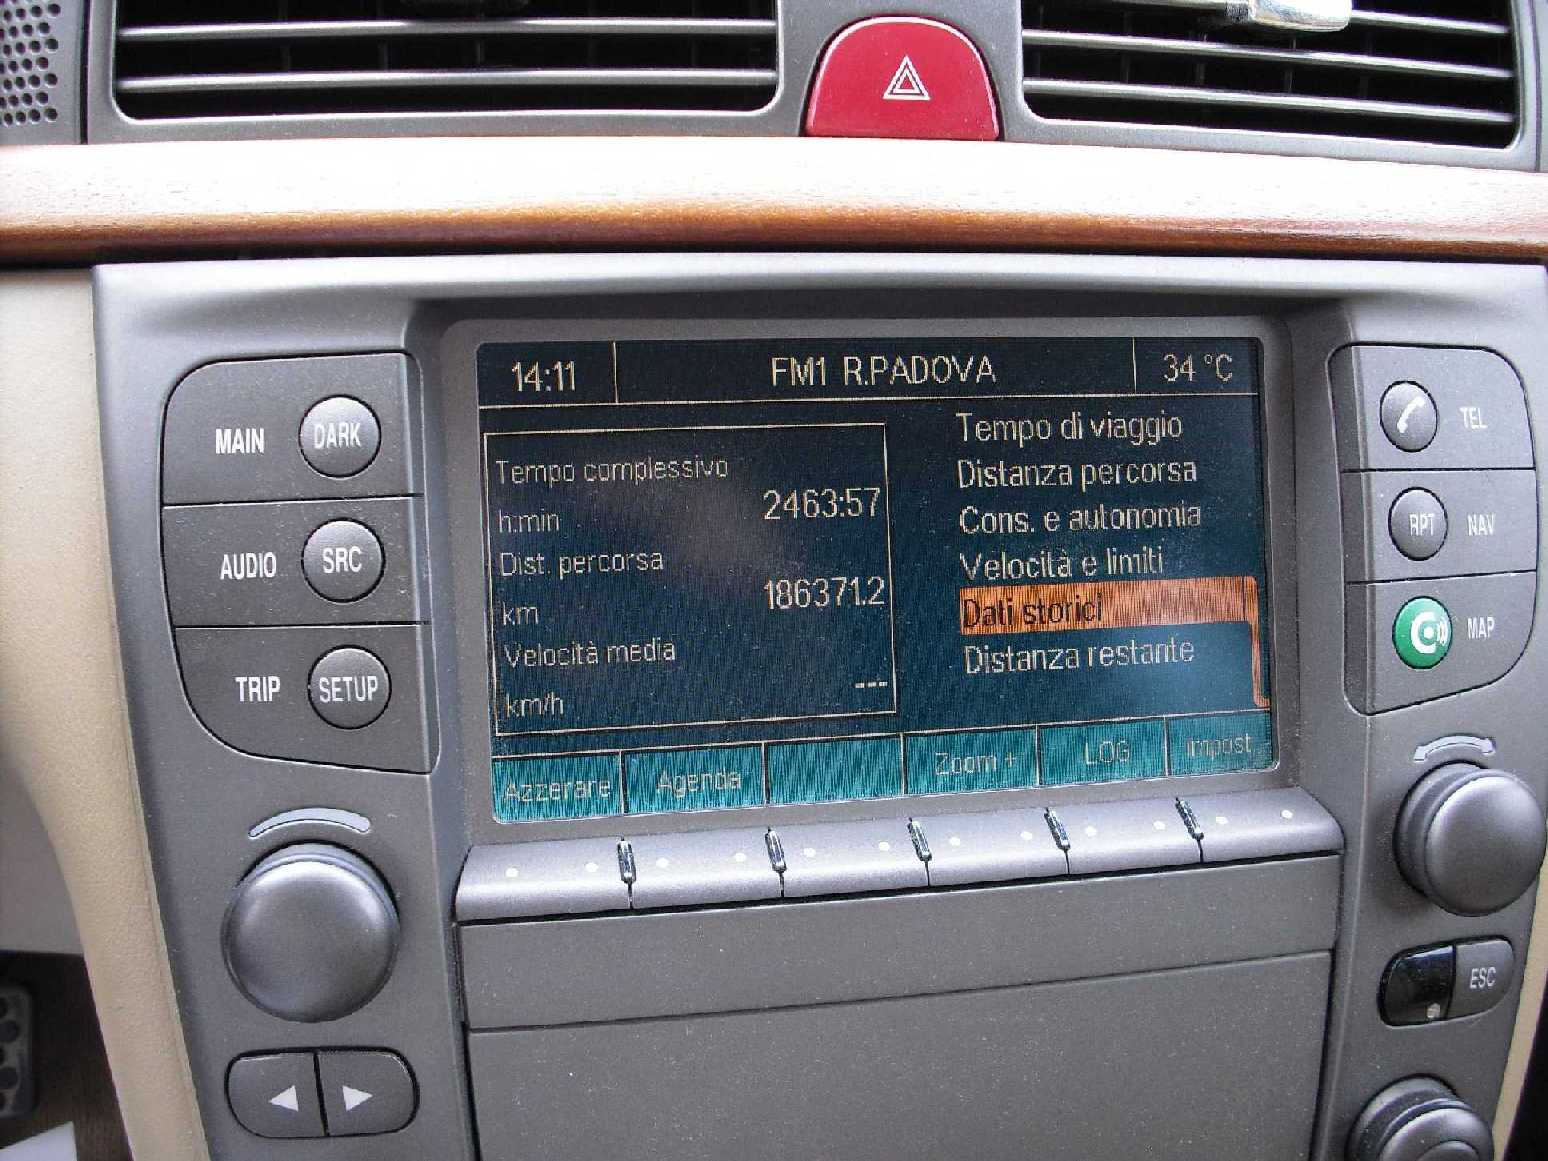 14:11 FM1 R.PADOVA 34 °C
Tempo complessivo
h:min 2463:57
Dist. percorsa
km 186371.2
Velocità media
km/h ---
Tempo di viaggio
Distanza percorsa
Cons. e autonomia
Velocità e limiti
Dati storici
Distanza restante
Azzerare Agenda Zoom + LOG Impost.
MAIN DARK
AUDIO SRC
TRIP SETUP
TEL
RPT NAV
MAP
ESC